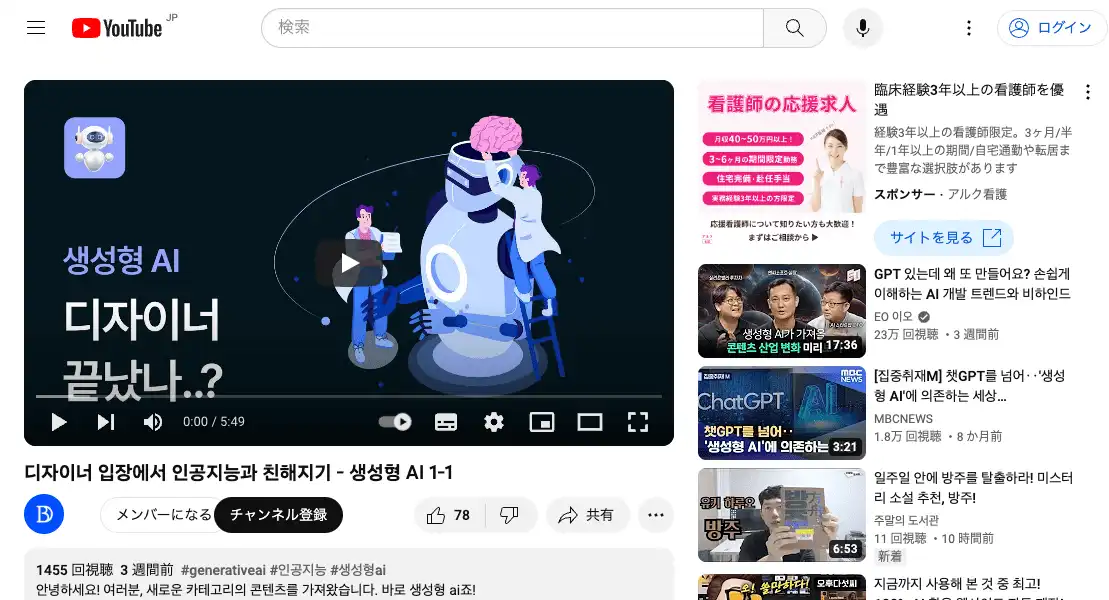 YouTube JP
検索
ログイン
생성형 AI
디자이너
끝났나..?
0:00 / 5:49
디자이너 입장에서 인공지능과 친해지기 - 생성형 AI 1-1
メンバーになる
チャンネル登録
78
共有
1455 回視聴 3 週間前 #generativeai #인공지능 #생성형ai
안녕하세요! 여러분, 새로운 카테고리의 콘텐츠를 가져왔습니다. 바로 생성형 ai죠!
看護師の応援求人
月収40~50万円以上！
3~6ヶ月の期間限定勤務
住宅完備・赴任手当
実務経験3年以上の方限定
応援看護師について知りたい方も大歓迎！
まずはご相談から ▶
臨床経験3年以上の看護師を優
遇
経験3年以上の看護師限定。3ヶ月/半
年/1年以上の期間/自宅通勤や転居ま
で豊富な選択肢があります
スポンサー・アルク看護
サイトを見る
생성형 AI가 가져올
콘텐츠 산업 변화 미리
17:36
GPT 있는데 왜 또 만들어요? 손쉽게
이해하는 AI 개발 트렌드와 비하인드
EO 이오
23万 回視聴 ・3 週間前
집중취재M
MBC
NEWS
ChatGPT
챗GPT를 넘어··
'생성형 AI'에 의존하는
3:21
[집중취재M] 챗GPT를 넘어‥'생성
형 AI'에 의존하는 세상...
MBCNEWS
1.8万 回視聴 ・8 か月前
방주
6:53
일주일 안에 방주를 탈출하라! 미스터
리 소설 추천, 방주!
주말의 도서관
11 回視聴 ・10 時間前
新着
지금까지 사용해 본 것 중 최고!